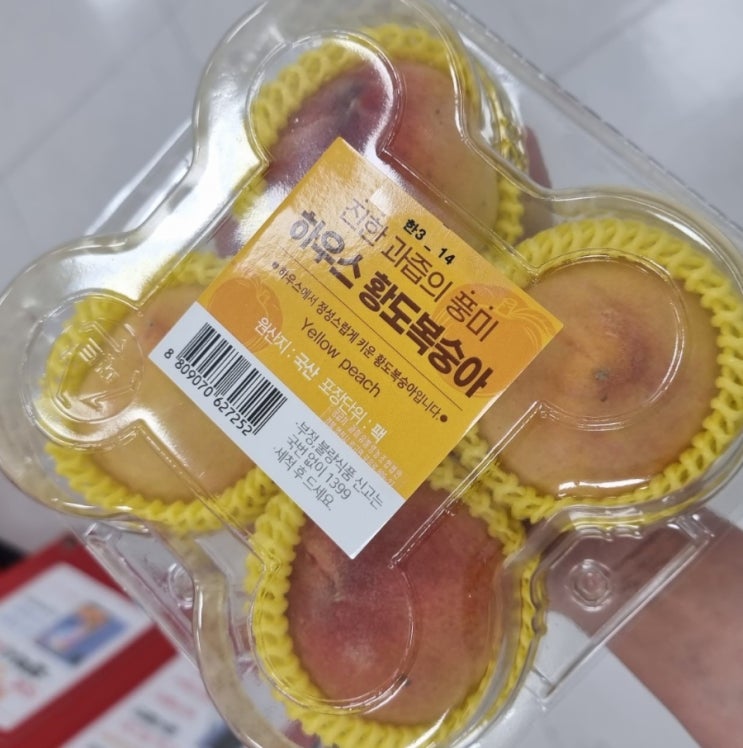 한3 - 14
진한 과즙의 풍미
하우스 황도복숭아
●하우스에서 정성스럽게 키운 황도복숭아입니다.●
Yellow peach
원산지 : 국산 포장단위 : 팩
8 809070 627252
·부정,불량식품 신고는
국번 없이 1399
·세척 후 드세요.